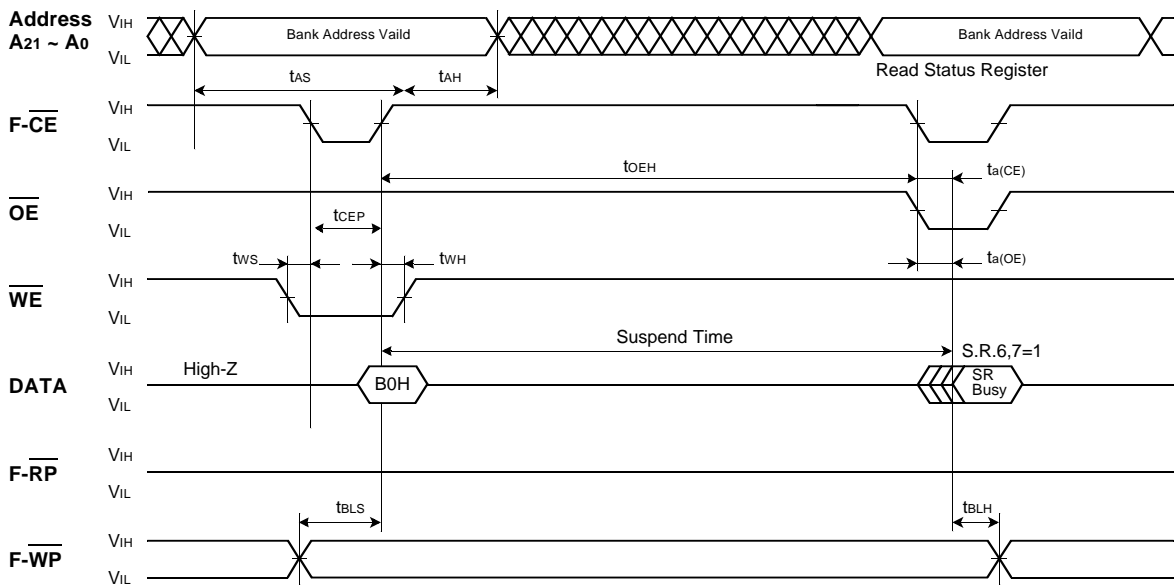 Address
A21 ~ A0
VIH
VIL
Bank Address Vaild
Bank Address Vaild
tAS
tAH
Read Status Register
F-CE
VIH
VIL
tOEH
ta(CE)
OE
VIH
VIL
tCEP
tWS
tWH
ta(OE)
WE
VIH
VIL
Suspend Time
S.R.6,7=1
DATA
VIH
VIL
High-Z
B0H
SR
Busy
F-RP
VIH
VIL
tBLS
tBLH
F-WP
VIH
VIL